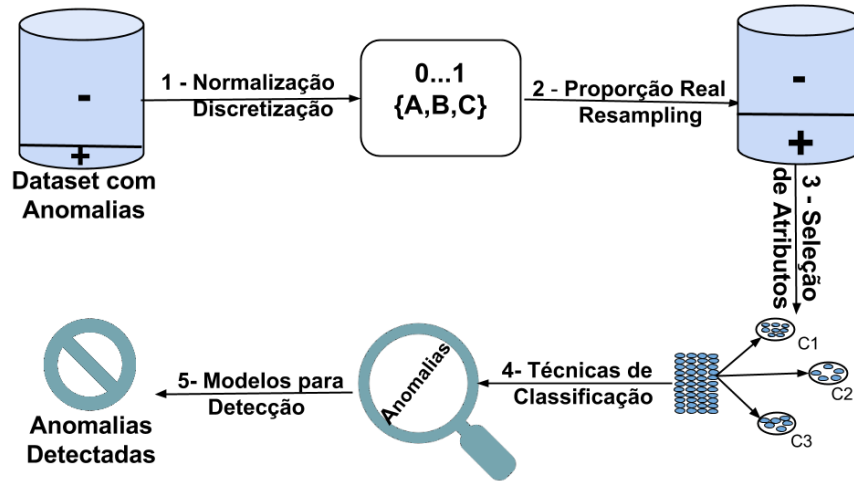 -
+
Dataset com
Anomalias
1 - Normalização
Discretização
0...1
{A,B,C}
2 - Proporção Real
Resampling
-
+
3 - Seleção
de Atributos
C1
C2
C3
4- Técnicas de
Classificação
Anomalias
5- Modelos para
Detecção
Anomalias
Detectadas